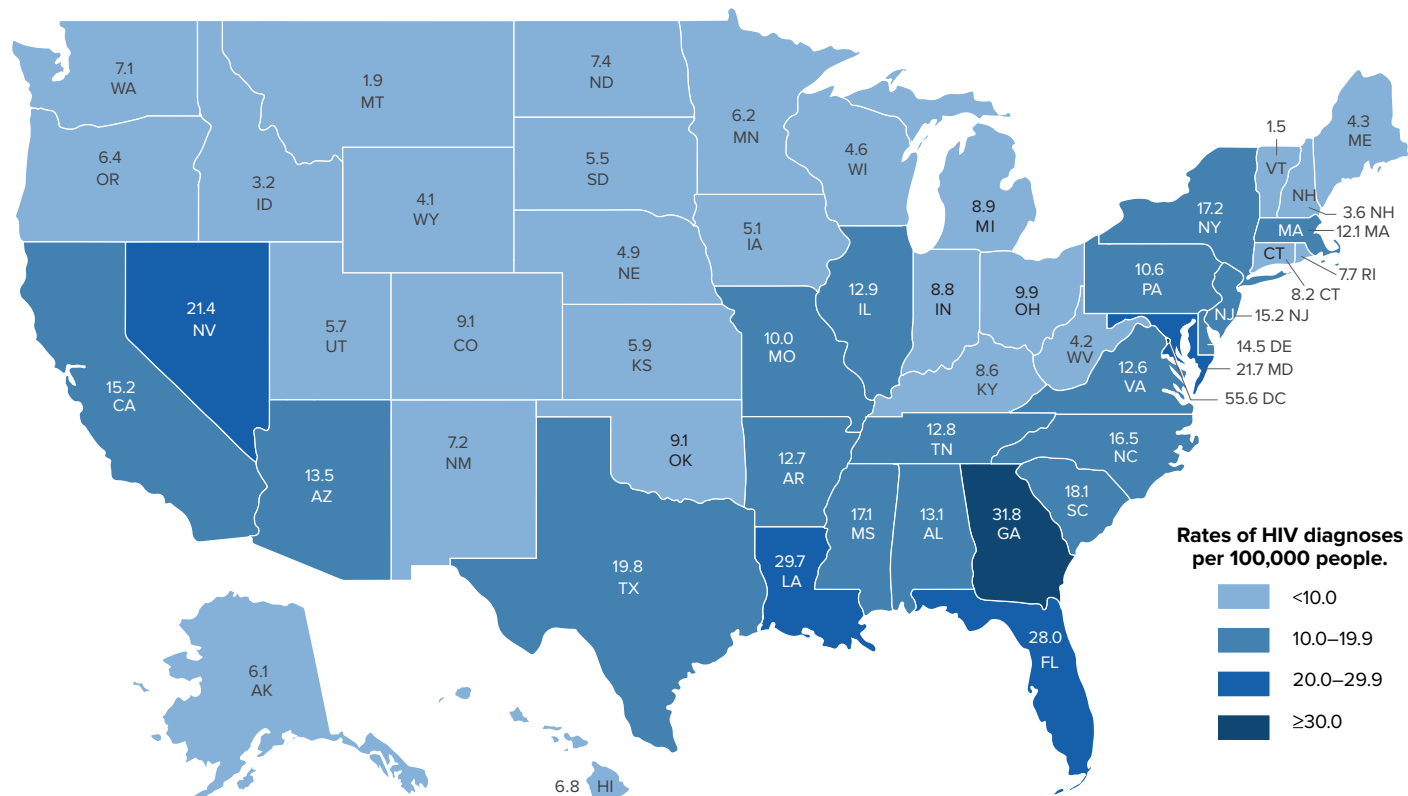 7.1
WA
1.9
MT
7.4
ND
6.2
MN
1.5
VT
4.3
ME
6.4
OR
3.2
ID
5.5
SD
4.6
WI
NH
3.6 NH
4.1
WY
8.9
MI
17.2
NY
MA
12.1 MA
5.1
IA
4.9
NE
CT
7.7 RI
8.2 CT
10.6
PA
21.4
NV
5.7
UT
9.1
CO
12.9
IL
8.8
IN
9.9
OH
NJ
15.2 NJ
5.9
KS
10.0
MO
4.2
WV
14.5 DE
21.7 MD
15.2
CA
8.6
KY
12.6
VA
55.6 DC
7.2
NM
9.1
OK
12.8
TN
16.5
NC
13.5
AZ
12.7
AR
17.1
MS
13.1
AL
31.8
GA
18.1
SC
19.8
TX
29.7
LA
28.0
FL
6.1
AK
6.8
HI
Rates of HIV diagnoses
per 100,000 people.
<10.0
10.0–19.9
20.0–29.9
≥30.0